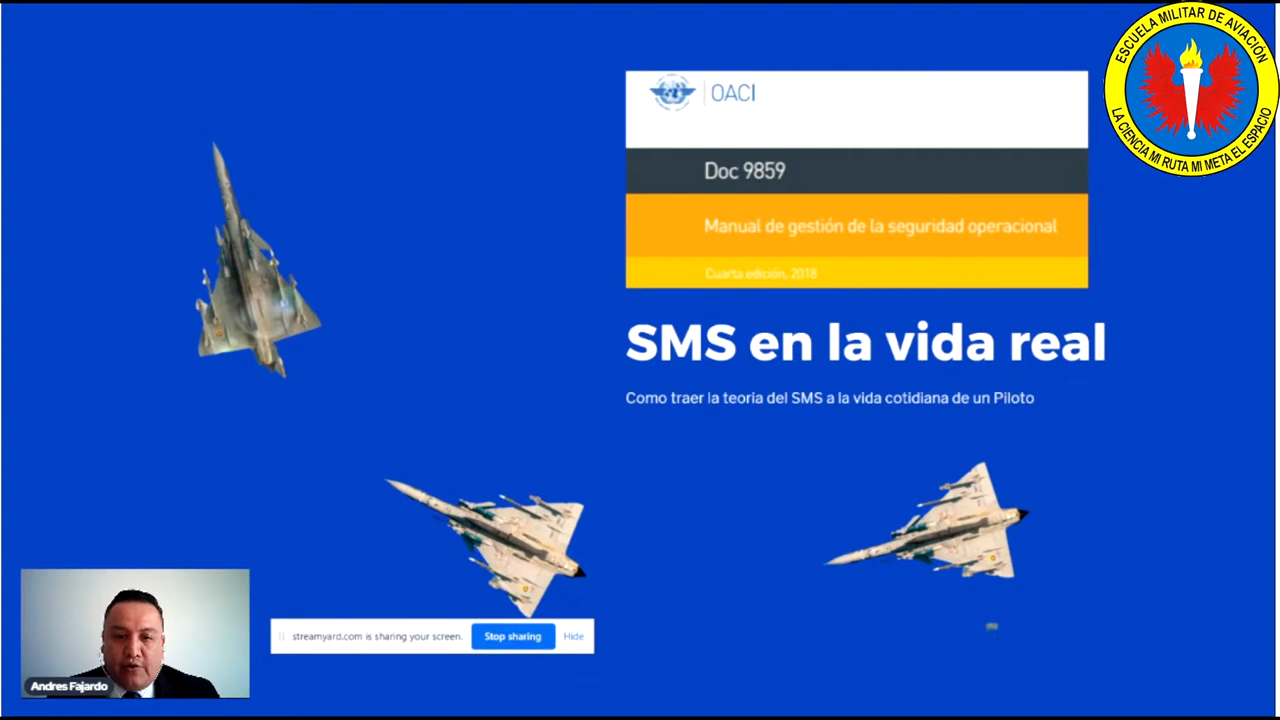 ESCUELA MILITAR DE AVIACIÓN
LA CIENCIA MI RUTA MI META EL ESPACIO
OACI
Doc 9859
Manual de gestión de la seguridad operacional
Cuarta edición, 2018
SMS en la vida real
Como traer la teoria del SMS a la vida cotidiana de un Piloto
streamyard.com is sharing your screen.
Stop sharing
Hide
Andres Fajardo